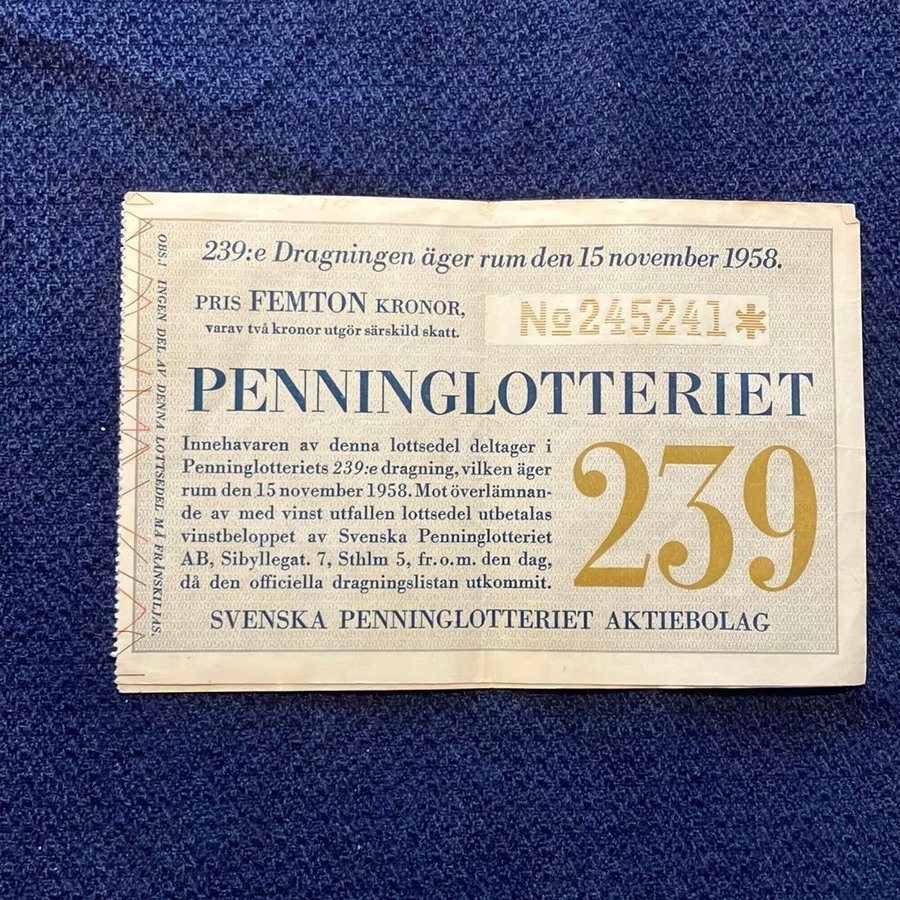 239:e Dragningen äger rum den 15 november 1958.
PRIS FEMTON KRONOR,
varav två kronor utgör särskild skatt.
No 245241*
PENNINGLOTTERIET
Innehavaren av denna lottsedel deltager i
Penninglotteriets 239:e dragning, vilken äger
rum den 15 november 1958. Mot överlämnan-
de av med vinst utfallen lottsedel utbetalas
vinstbeloppet av Svenska Penninglotteriet
AB, Sibyllegat. 7, Sthlm 5, fr. o. m. den dag,
då den officiella dragningslistan utkommit.
239
SVENSKA PENNINGLOTTERIET AKTIEBOLAG
OBS.! INGEN DEL AV DENNA LOTTSEDEL MÅ FRÅNSKILJAS.